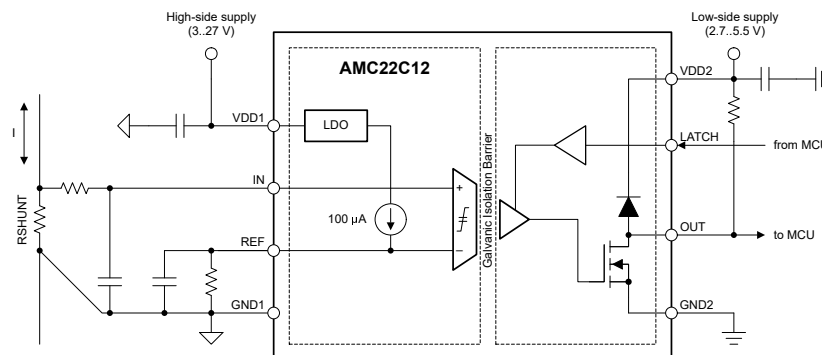 High-side supply
(3..27 V)
Low-side supply
(2.7..5.5 V)
AMC22C12
VDD1
LDO
VDD2
LATCH
from MCU
I
IN
+
100 µA
Galvanic Isolation Barrier
RSHUNT
REF
–
OUT
to MCU
GND1
GND2